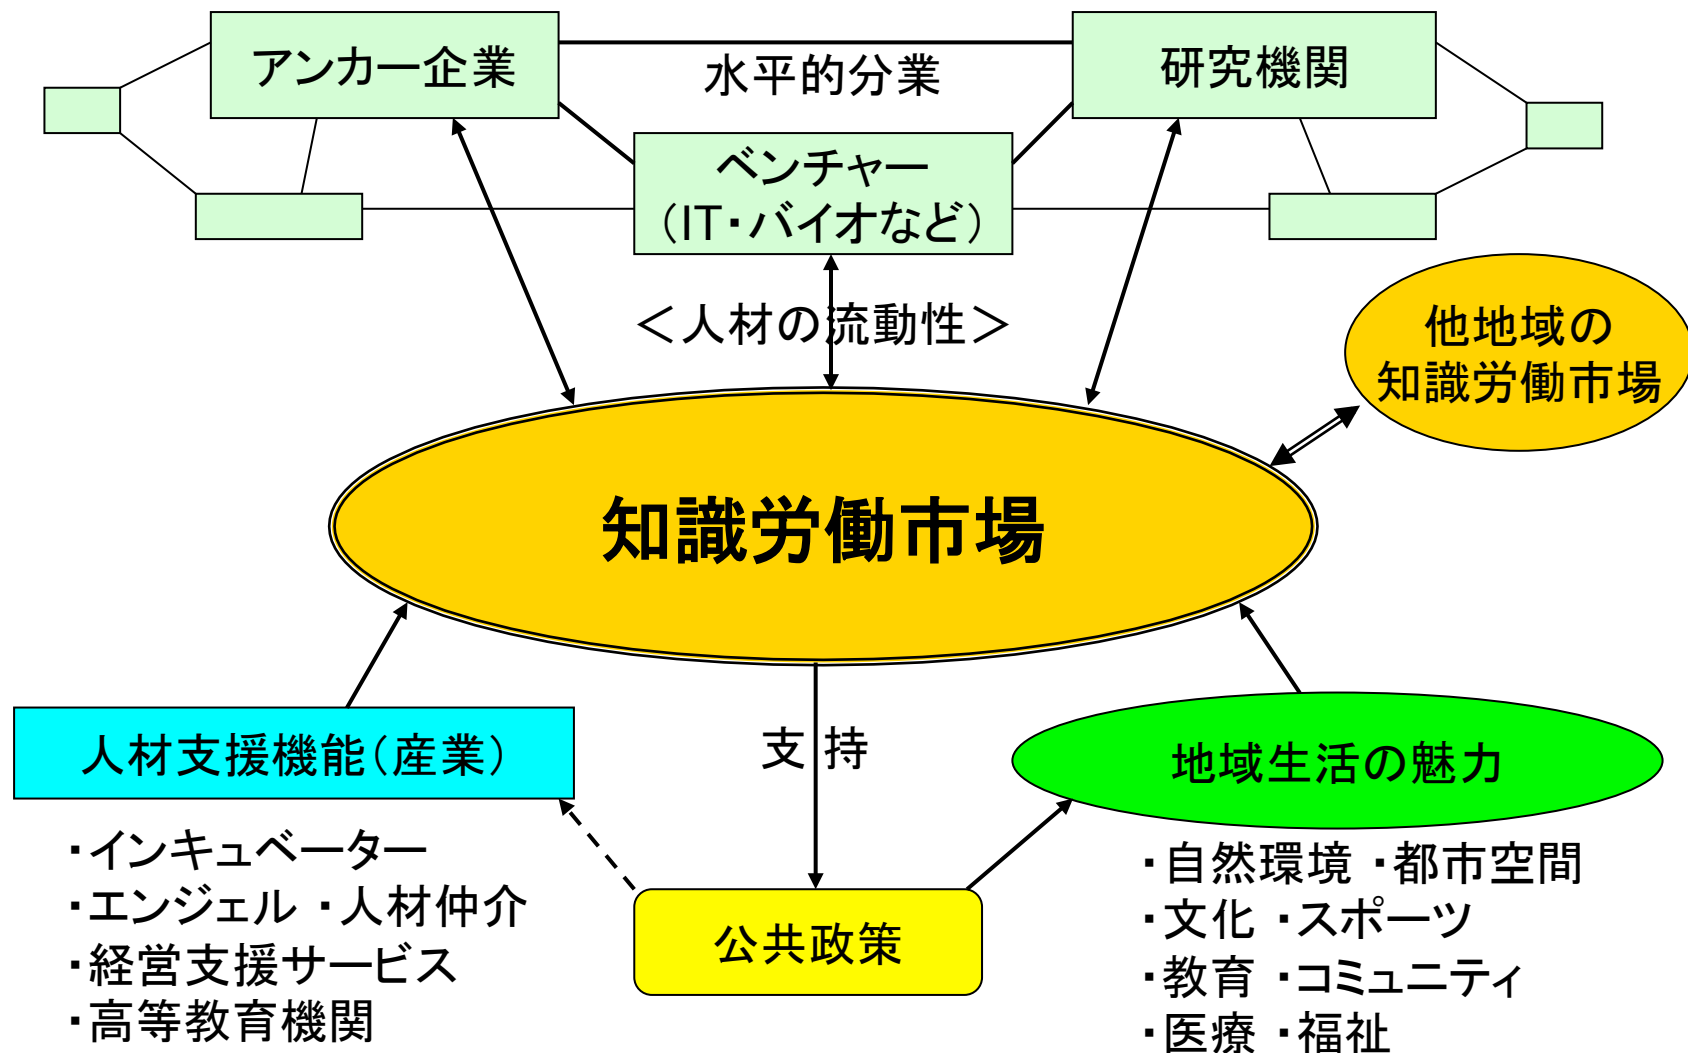 アンカー企業
水平的分業
研究機関
ベンチャー
（IT・バイオなど）
＜人材の流動性＞
他地域の
知識労働市場
知識労働市場
人材支援機能（産業）
支持
地域生活の魅力
・インキュベーター
・エンジェル ・人材仲介
・経営支援サービス
・高等教育機関
公共政策
・自然環境 ・都市空間
・文化 ・スポーツ
・教育 ・コミュニティ
・医療 ・福祉